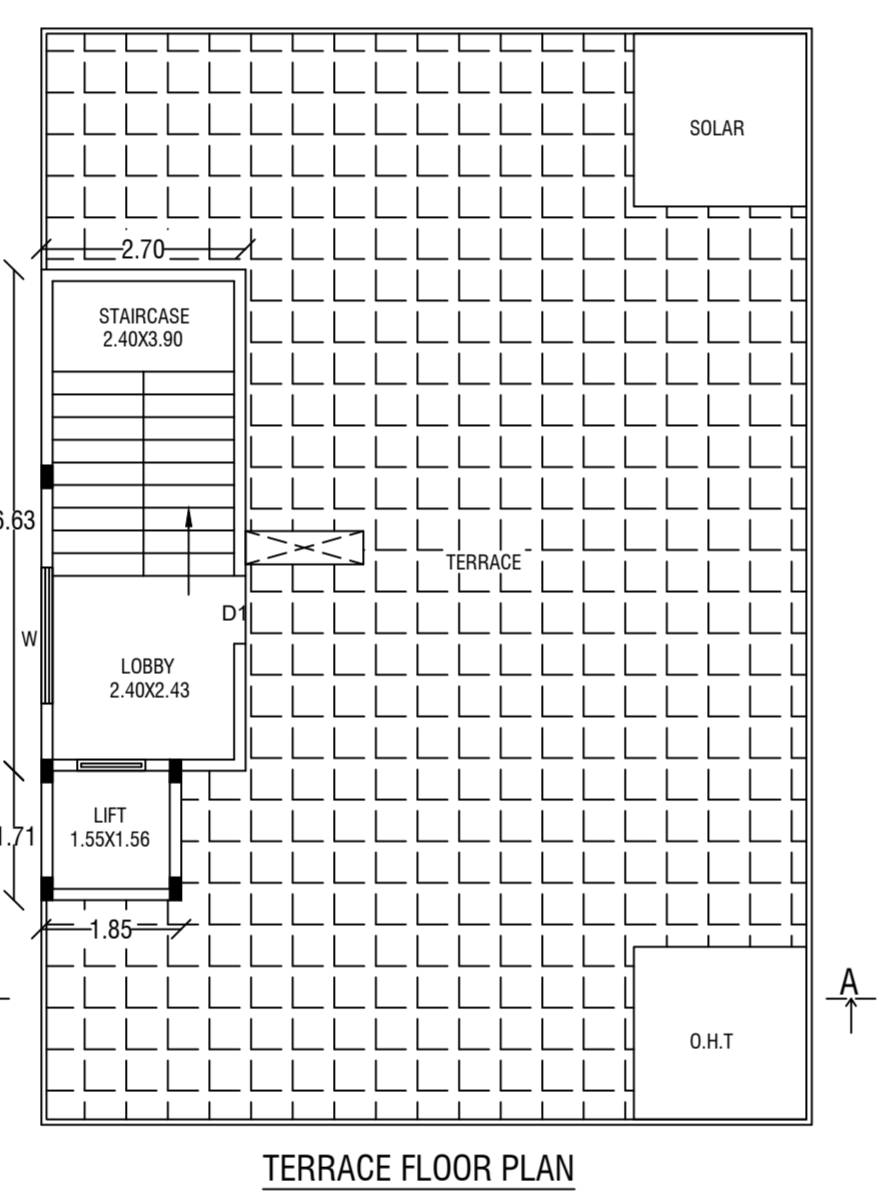 SOLAR
2.70
STAIRCASE
2.40X3.90
6.63
TERRACE
D1
W
LOBBY
2.40X2.43
LIFT
1.55X1.56
1.71
1.85
A
O.H.T
TERRACE FLOOR PLAN